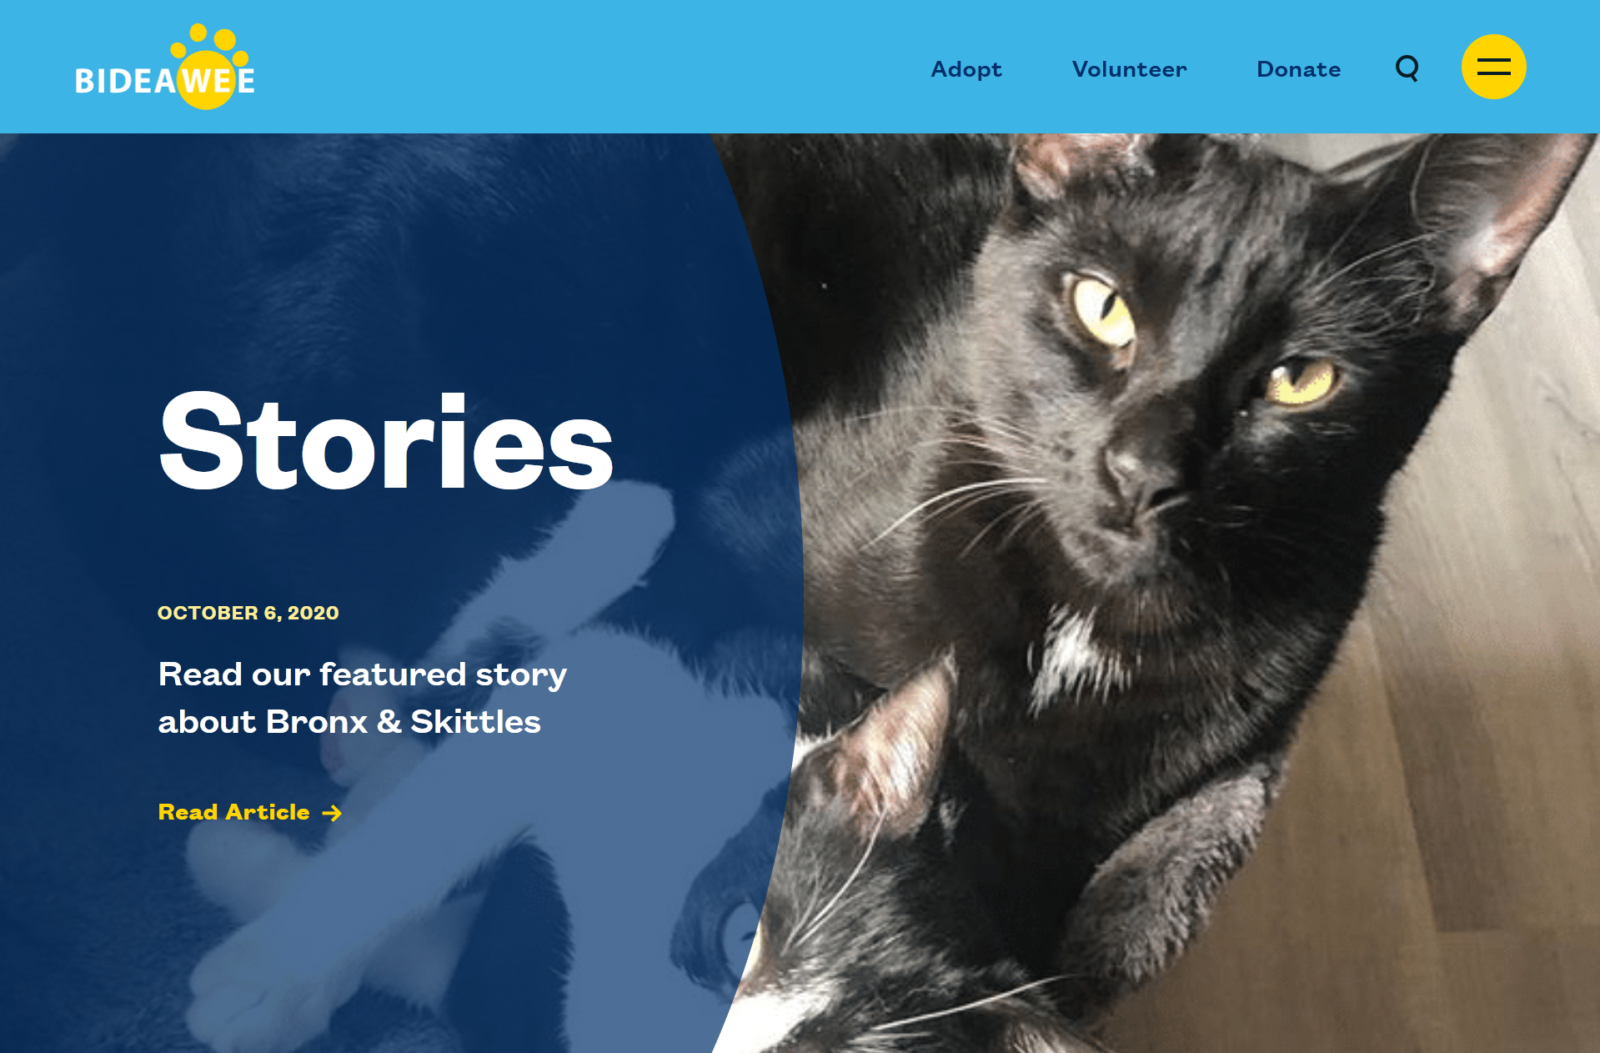 BIDEAWEE
Adopt
Volunteer
Donate
Stories
OCTOBER 6, 2020
Read our featured story
about Bronx & Skittles
Read Article →